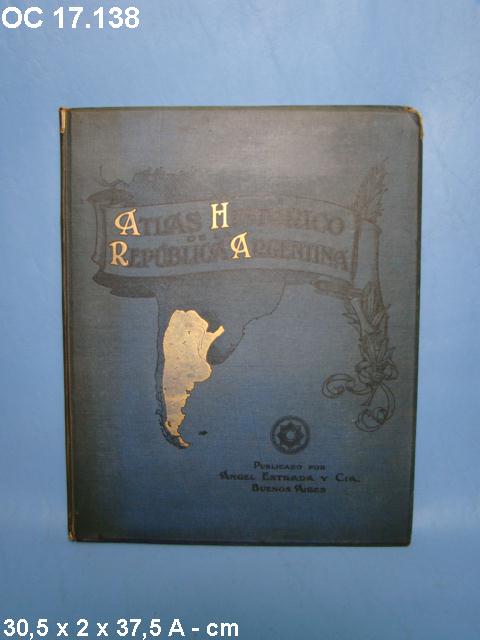 OC 17.138
ATLAS HISTÓRICO
DE
REPÚBLICA ARGENTINA
PUBLICADO POR
ÁNGEL ESTRADA Y CIA.
BUENOS AIRES
30,5 x 2 x 37,5 A - cm